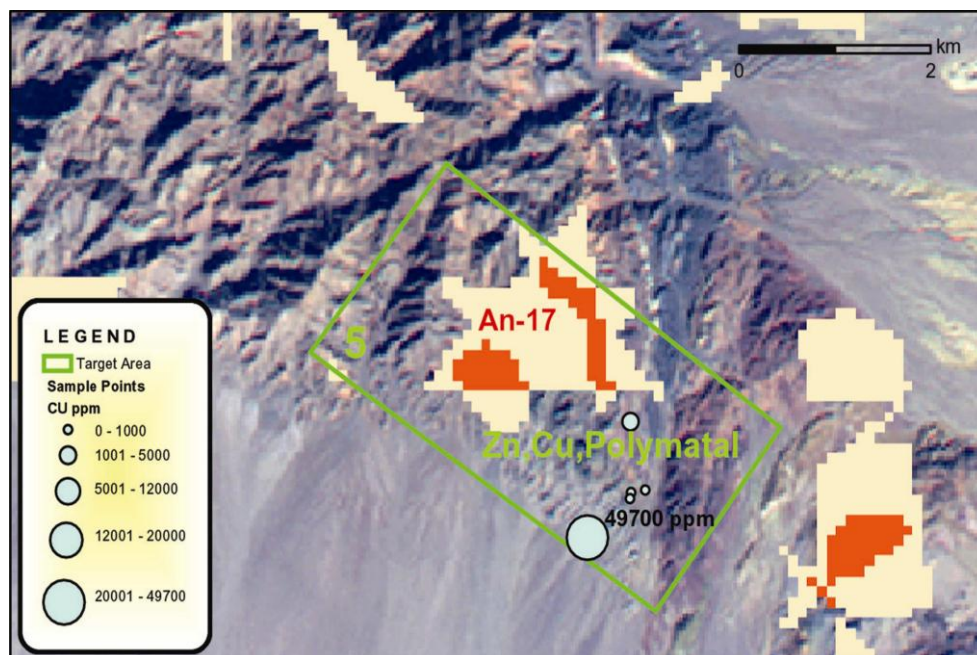 km
0 2
An-17
5
Zn,Cu,Polymatal
49700 ppm
LEGEND
Target Area
Sample Points
CU ppm
0 - 1000
1001 - 5000
5001 - 12000
12001 - 20000
20001 - 49700